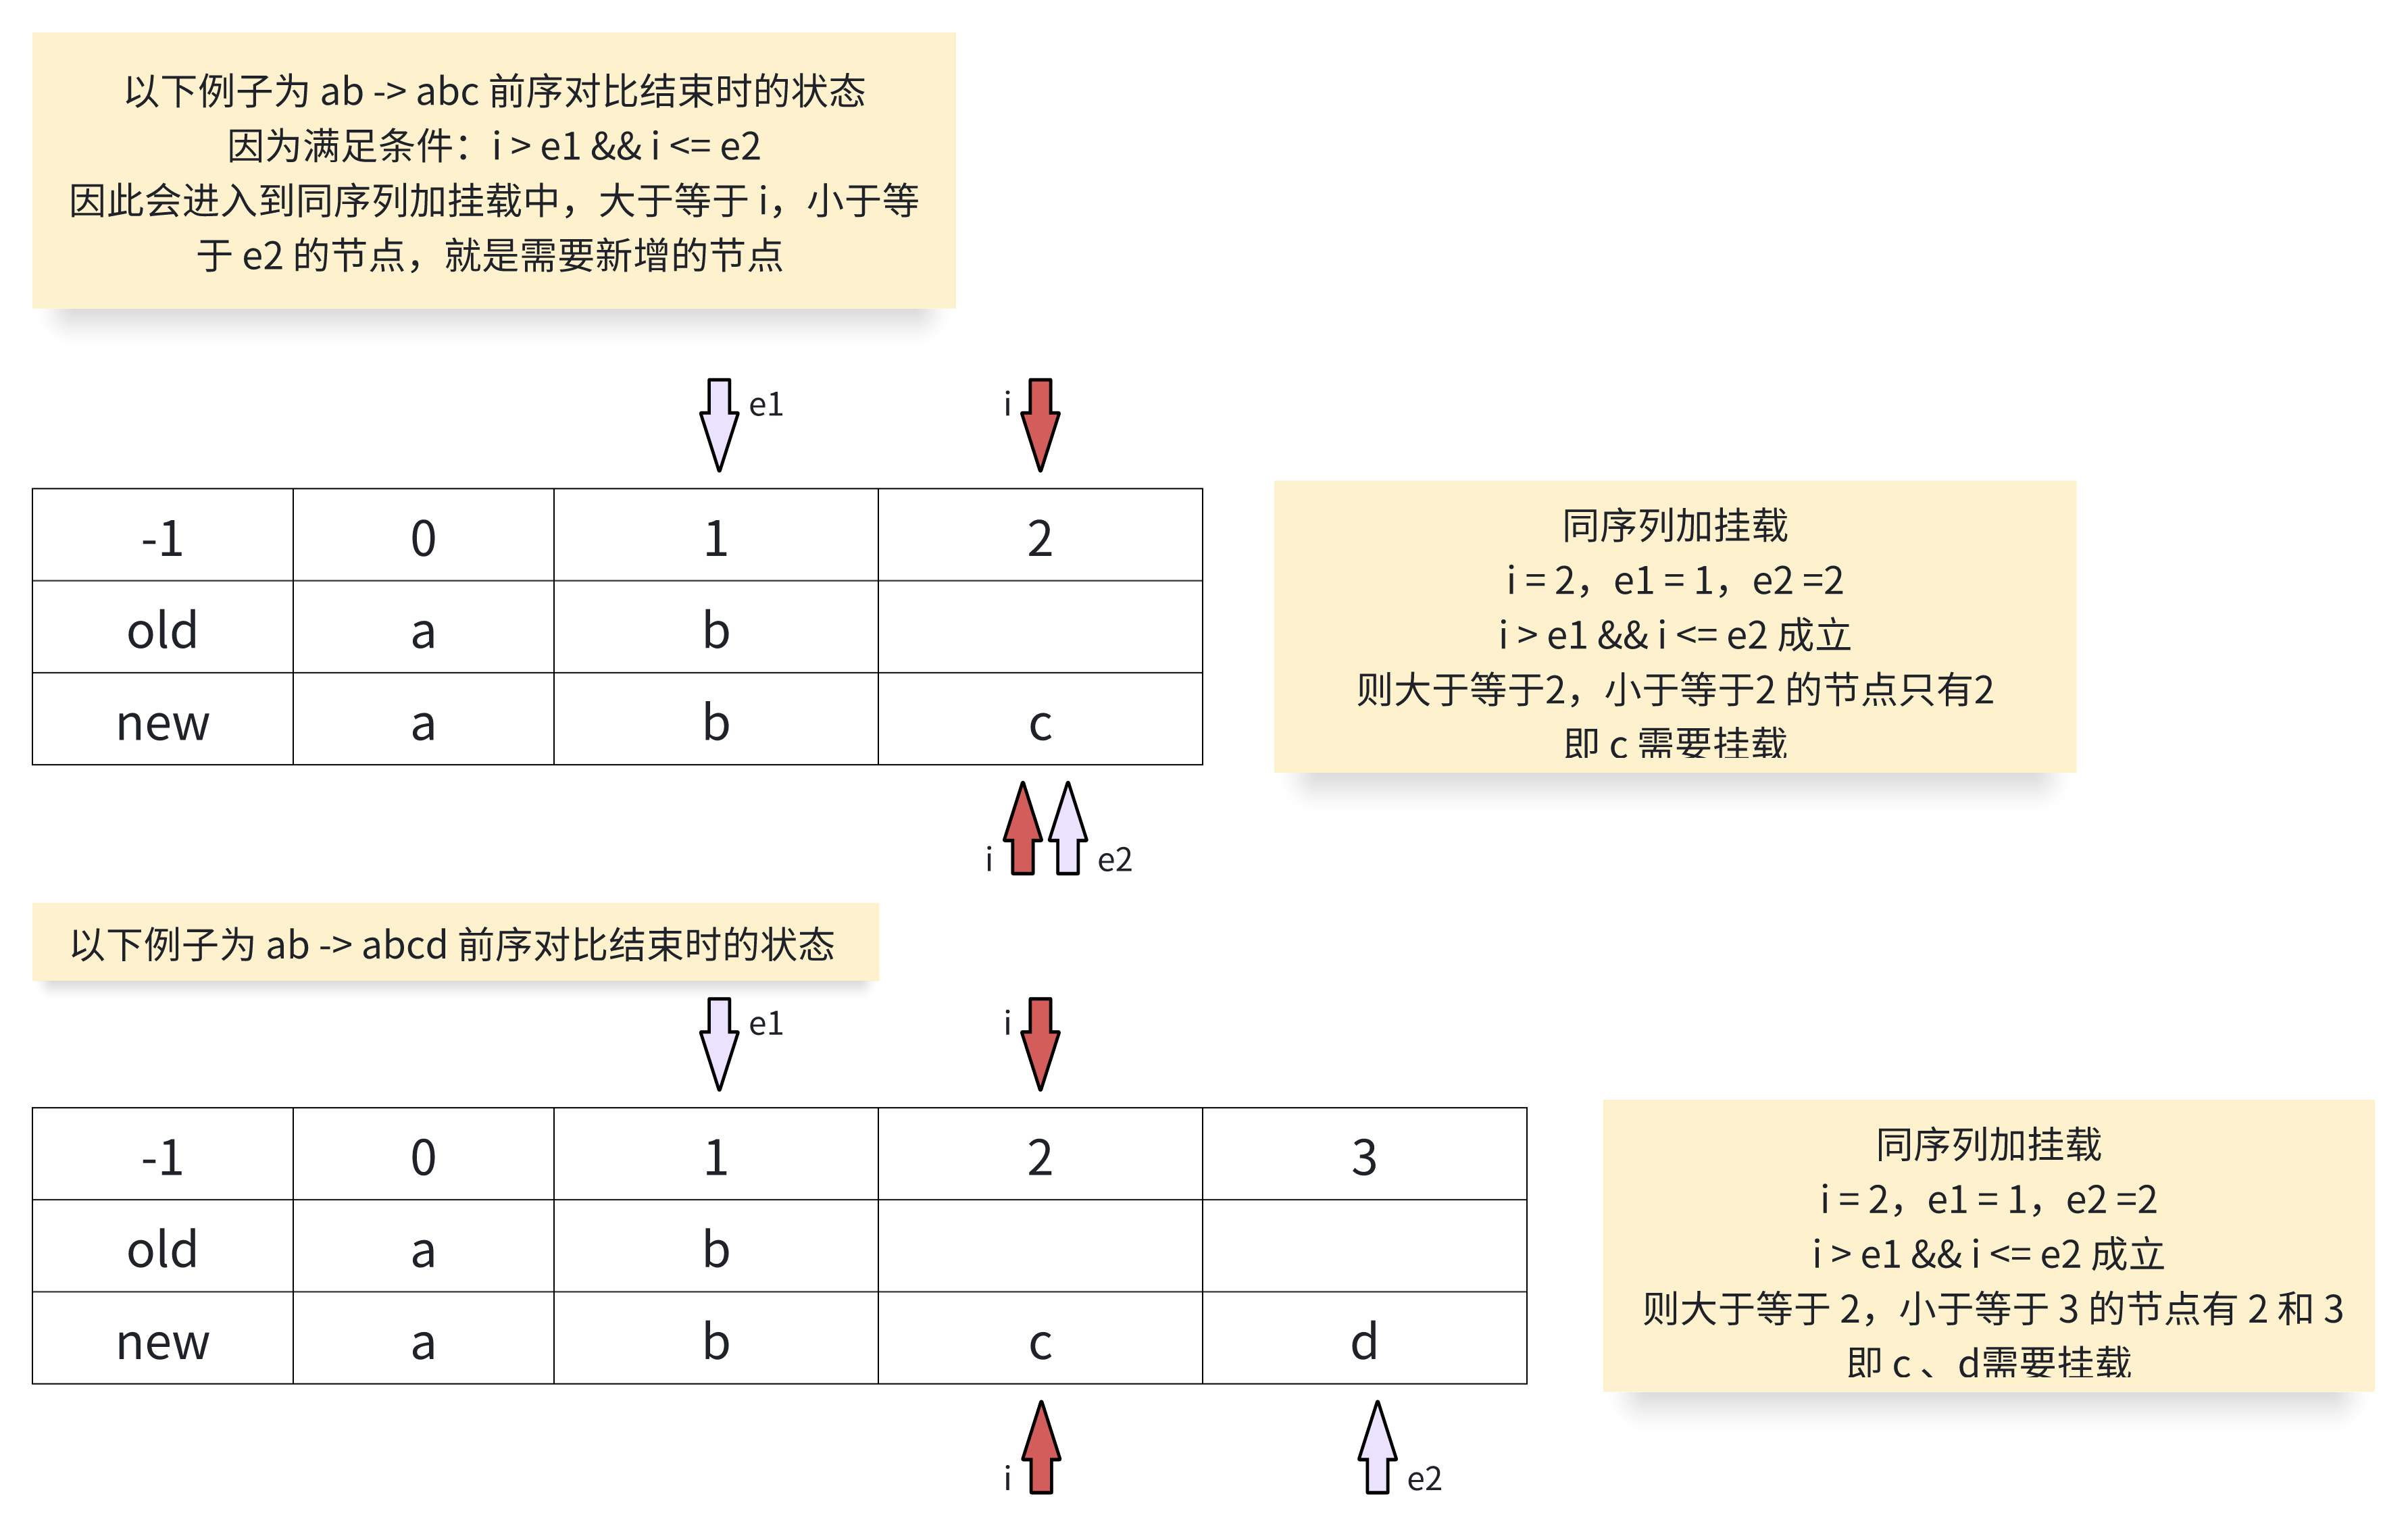 以下例子为 ab -> abc 前序对比结束时的状态
因为满足条件：i > e1 && i <= e2
因此会进入到同序列加挂载中，大于等于 i，小于等
于 e2 的节点，就是需要新增的节点
e1
i
-1 0 1 2
old a b
new a b c
i
e2
同序列加挂载
i = 2，e1 = 1，e2 =2
i > e1 && i <= e2 成立
则大于等于2，小于等于2 的节点只有2
即 c 需要挂载
以下例子为 ab -> abcd 前序对比结束时的状态
e1
i
-1 0 1 2 3
old a b
new a b c d
i
e2
同序列加挂载
i = 2，e1 = 1，e2 =2
i > e1 && i <= e2 成立
则大于等于 2，小于等于 3 的节点有 2 和 3
即 c 、d需要挂载